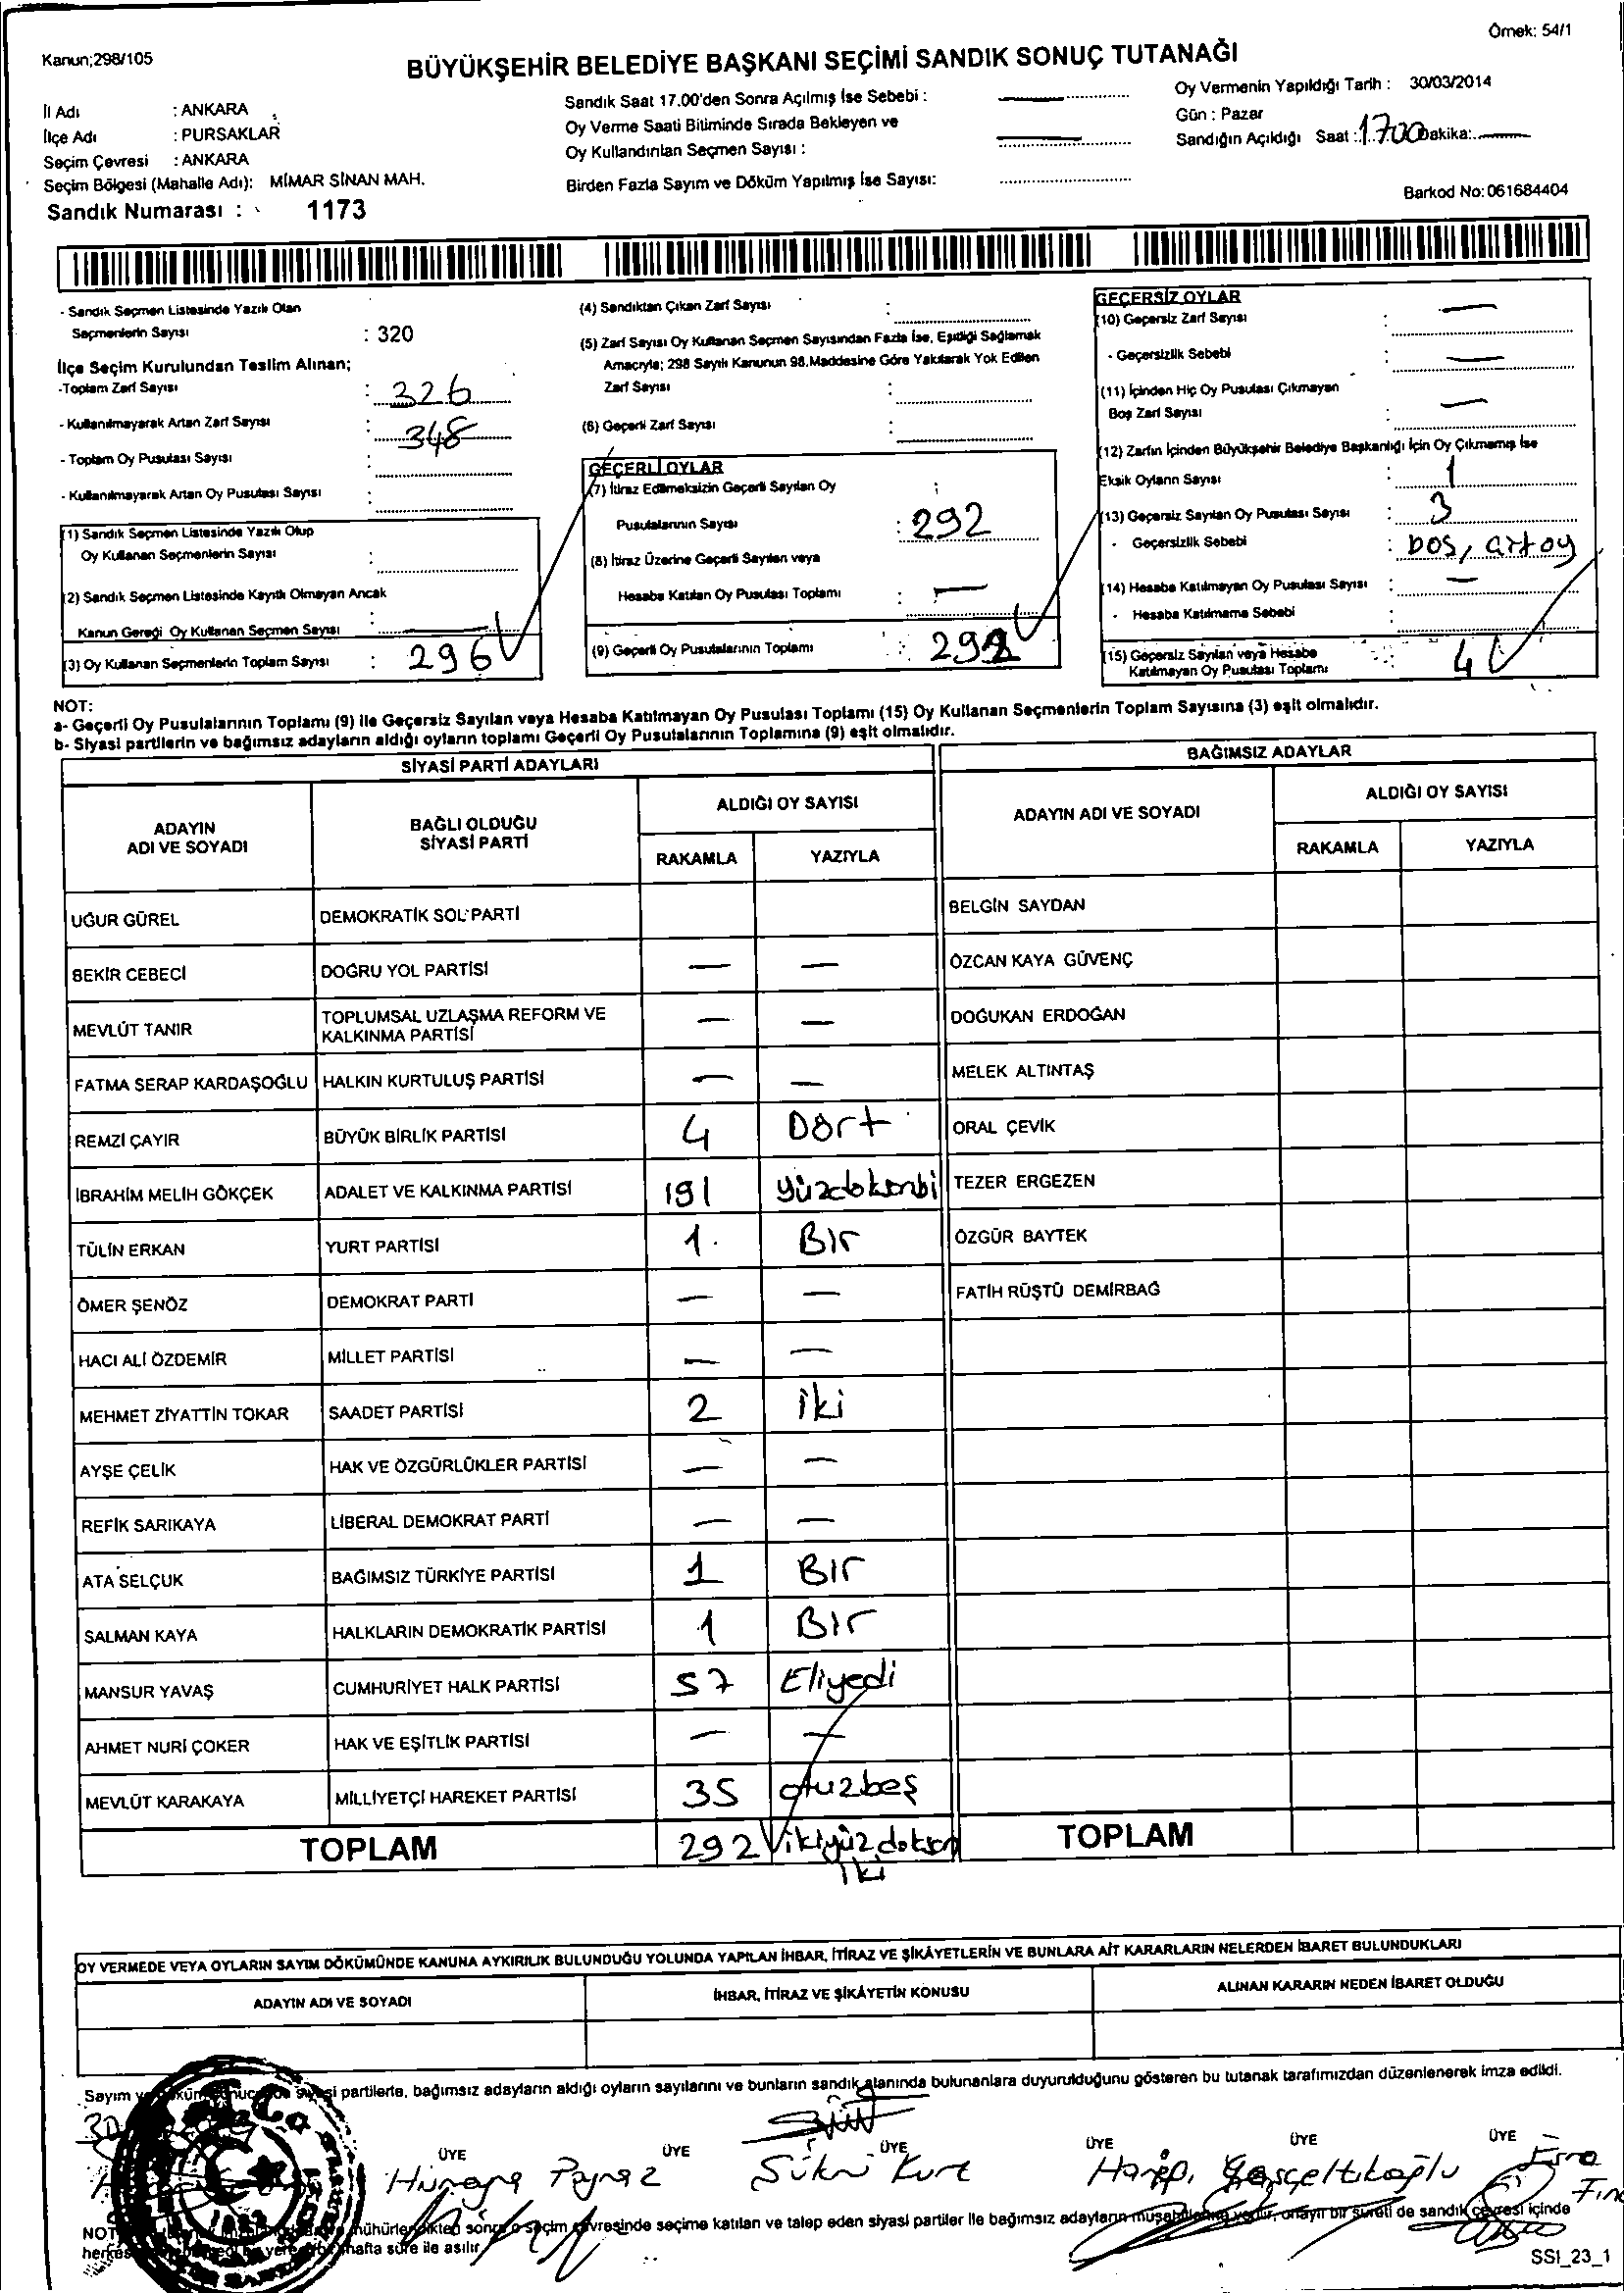 Örnek: 54/1
Kanun;298/105
BÜYÜKŞEHİR BELEDİYE BAŞKANI SEÇİMİ SANDIK SONUÇ TUTANAĞI
İl Adı : ANKARA
İlçe Adı : PURSAKLAR
Seçim Çevresi : ANKARA
Seçim Bölgesi (Mahalle Adı): MİMAR SİNAN MAH.
Sandık Numarası : 1173
Sandık Saat 17.00'den Sonra Açılmış İse Sebebi :
Oy Verme Saati Bitiminde Sırada Bekleyen ve
Oy Kullandırılan Seçmen Sayısı :
Birden Fazla Sayım ve Döküm Yapılmış İse Sayısı:
Oy Vermenin Yapıldığı Tarih : 30/03/2014
Gün : Pazar
Sandığın Açıldığı Saat : 1700 Dakika:
Barkod No: 061684404
- Sandık Seçmen Listesinde Yazılı Olan
Seçmenlerin Sayısı : 320
İlçe Seçim Kurulundan Teslim Alınan;
-Toplam Zarf Sayısı : 326
- Kullanılmayarak Artan Zarf Sayısı : 348
- Toplam Oy Pusulası Sayısı :
- Kullanılmayarak Artan Oy Pusulası Sayısı :
(1) Sandık Seçmen Listesinde Yazılı Olup
Oy Kullanan Seçmenlerin Sayısı :
(2) Sandık Seçmen Listesinde Kayıtlı Olmayan Ancak
Kanun Gereği Oy Kullanan Seçmen Sayısı :
(3) Oy Kullanan Seçmenlerin Toplam Sayısı : 296
(4) Sandıktan Çıkan Zarf Sayısı :
(5) Zarf Sayısı Oy Kullanan Seçmen Sayısından Fazla İse, Eşitliği Sağlamak
Amacıyla; 298 Sayılı Kanunun 98.Maddesine Göre Yakılarak Yok Edilen
Zarf Sayısı :
(6) Geçerli Zarf Sayısı :
GEÇERLİ OYLAR
(7) İtiraz Edilmeksizin Geçerli Sayılan Oy :
Pusulalarının Sayısı : 292
(8) İtiraz Üzerine Geçerli Sayılan veya
Hesaba Katılan Oy Pusulası Toplamı : —
(9) Geçerli Oy Pusulalarının Toplamı : 292
GEÇERSİZ OYLAR
(10) Geçersiz Zarf Sayısı : —
- Geçersizlik Sebebi : —
(11) İçinden Hiç Oy Pusulası Çıkmayan
Boş Zarf Sayısı : —
(12) Zarfın İçinden Büyükşehir Belediye Başkanlığı İçin Oy Çıkmamış İse
Eksik Oyların Sayısı : 1
(13) Geçersiz Sayılan Oy Pusulası Sayısı : 3
- Geçersizlik Sebebi : bos, artoy
(14) Hesaba Katılmayan Oy Pusulası Sayısı : —
- Hesaba Katılmama Sebebi :
(15) Geçersiz Sayılan veya Hesaba
Katılmayan Oy Pusulası Toplamı : 4
NOT:
a- Geçerli Oy Pusulalarının Toplamı (9) ile Geçersiz Sayılan veya Hesaba Katılmayan Oy Pusulası Toplamı (15) Oy Kullanan Seçmenlerin Toplam Sayısına (3) eşit olmalıdır.
b- Siyasi partilerin ve bağımsız adayların aldığı oyların toplamı Geçerli Oy Pusulalarının Toplamına (9) eşit olmalıdır.
SİYASİ PARTİ ADAYLARI
ADAYIN ADI VE SOYADI BAĞLI OLDUĞU SİYASİ PARTİ ALDIĞI OY SAYISI
RAKAMLA YAZIYLA
UĞUR GÜREL DEMOKRATİK SOL PARTİ
BEKİR CEBECİ DOĞRU YOL PARTİSİ — —
MEVLÜT TANIR TOPLUMSAL UZLAŞMA REFORM VE KALKINMA PARTİSİ — —
FATMA SERAP KARDAŞOĞLU HALKIN KURTULUŞ PARTİSİ — —
REMZİ ÇAYIR BÜYÜK BİRLİK PARTİSİ 4 Dört
İBRAHİM MELİH GÖKÇEK ADALET VE KALKINMA PARTİSİ 191 yüzdoksanbi
TÜLİN ERKAN YURT PARTİSİ 1 Bir
ÖMER ŞENÖZ DEMOKRAT PARTİ — —
HACI ALİ ÖZDEMİR MİLLET PARTİSİ — —
MEHMET ZİYATTİN TOKAR SAADET PARTİSİ 2 iki
AYŞE ÇELİK HAK VE ÖZGÜRLÜKLER PARTİSİ — —
REFİK SARIKAYA LİBERAL DEMOKRAT PARTİ — —
ATA SELÇUK BAĞIMSIZ TÜRKİYE PARTİSİ 1 Bir
SALMAN KAYA HALKLARIN DEMOKRATİK PARTİSİ 1 Bir
MANSUR YAVAŞ CUMHURİYET HALK PARTİSİ 57 Eliyedi
AHMET NURİ ÇOKER HAK VE EŞİTLİK PARTİSİ — —
MEVLÜT KARAKAYA MİLLİYETÇİ HAREKET PARTİSİ 35 otuzbeş
TOPLAM 292 ikiyüzdoksan iki
BAĞIMSIZ ADAYLAR
ADAYIN ADI VE SOYADI ALDIĞI OY SAYISI
RAKAMLA YAZIYLA
BELGİN SAYDAN
ÖZCAN KAYA GÜVENÇ
DOĞUKAN ERDOĞAN
MELEK ALTINTAŞ
ORAL ÇEVİK
TEZER ERGEZEN
ÖZGÜR BAYTEK
FATİH RÜŞTÜ DEMİRBAĞ
TOPLAM
OY VERMEDE VEYA OYLARIN SAYIM DÖKÜMÜNDE KANUNA AYKIRILIK BULUNDUĞU YOLUNDA YAPILAN İHBAR, İTİRAZ VE ŞİKÂYETLERİN VE BUNLARA AİT KARARLARIN NELERDEN İBARET BULUNDUKLARI
ADAYIN ADI VE SOYADI İHBAR, İTİRAZ VE ŞİKÂYETİN KONUSU ALINAN KARARIN NEDEN İBARET OLDUĞU
Sayım partilerle, bağımsız adayların aldığı oyların sayılarını ve bunların sandık alanında bulunanlara duyurulduğunu gösteren bu tutanak tarafımızdan düzenlenerek imza edildi.
ÜYE ÜYE ÜYE ÜYE ÜYE ÜYE
Şükrü Kurt
NOT mühürlendikten sonra o seçim çevresinde seçime katılan ve talep eden siyasi partiler ile bağımsız adayların onaylı bir sureti de sandık çevresi içinde
hafta süre ile asılır.
SSI_23_1